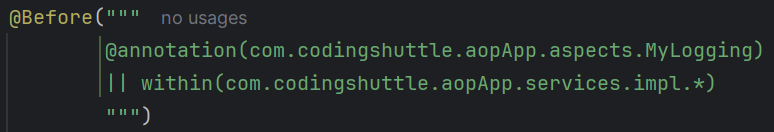 @Before(""" no usages
@annotation(com.codingshuttle.aopApp.aspects.MyLogging)
|| within(com.codingshuttle.aopApp.services.impl.*)
""")